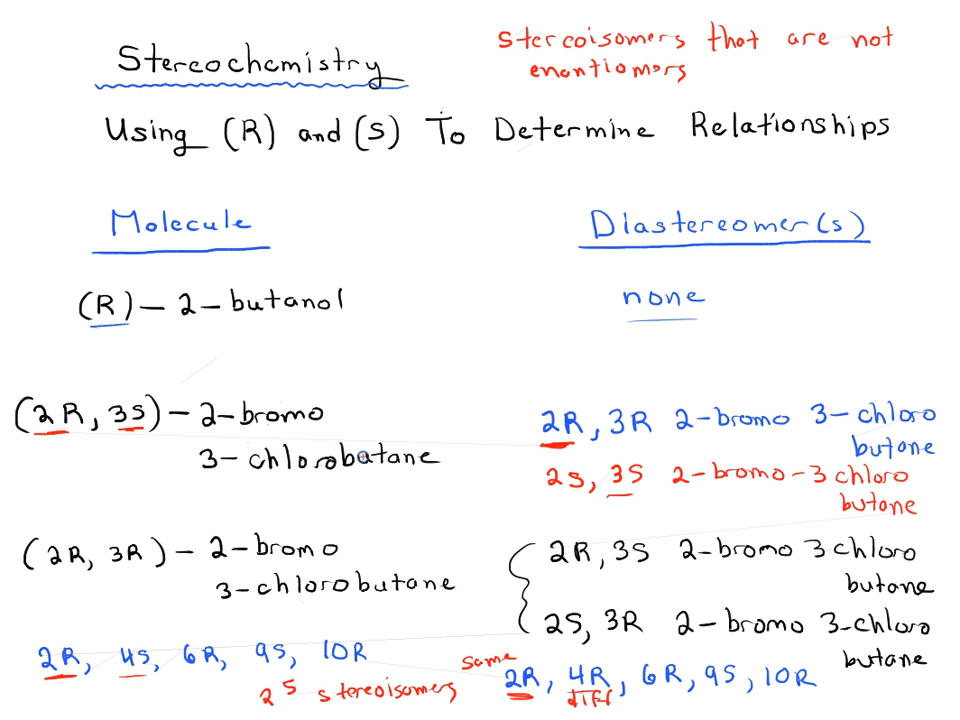 Stereochemistry
stereoisomers that are not
enantiomers
Using (R) and (S) To Determine Relationships
Molecule
Diastereomer(s)
(R) – 2 – butanol
none
(2R, 3S) – 2 – bromo
3 – chlorobutane
2R, 3R 2 – bromo 3 – chloro
butane
2S, 3S 2 – bromo – 3 chloro
butane
(2R, 3R) – 2 – bromo
3 – chlorobutane
2R, 3S 2 – bromo 3 chloro
butane
2S, 3R 2 – bromo 3 – chloro
butane
2R, 4S, 6R, 9S, 10R
2^5 stereoisomers
same
2R, 4R, 6R, 9S, 10R
diff